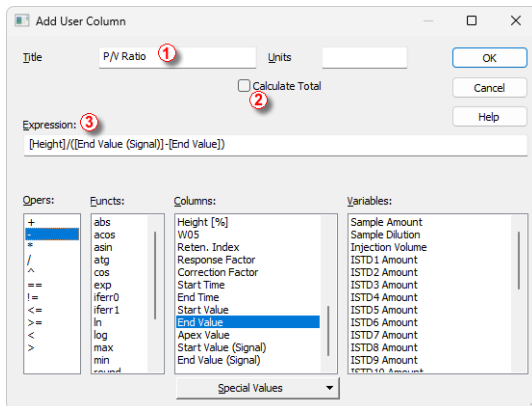 Add User Column
Title P/V Ratio 1 Units OK
Calculate Total Cancel
2
Help
Expression: 3
[Height]/([End Value (Signal)]-[End Value])
Opers: Functs: Columns: Variables:
+ abs Height [%] Sample Amount
- acos W05 Sample Dilution
* asin Reten. Index Injection Volume
/ atg Response Factor ISTD1 Amount
^ cos Correction Factor ISTD2 Amount
== exp Start Time ISTD3 Amount
!= iferr0 End Time ISTD4 Amount
<= iferr1 Start Value ISTD5 Amount
>= ln End Value ISTD6 Amount
< log Apex Value ISTD7 Amount
> max Start Value (Signal) ISTD8 Amount
min End Value (Signal) ISTD9 Amount
round ISTD10 Amount
Special Values